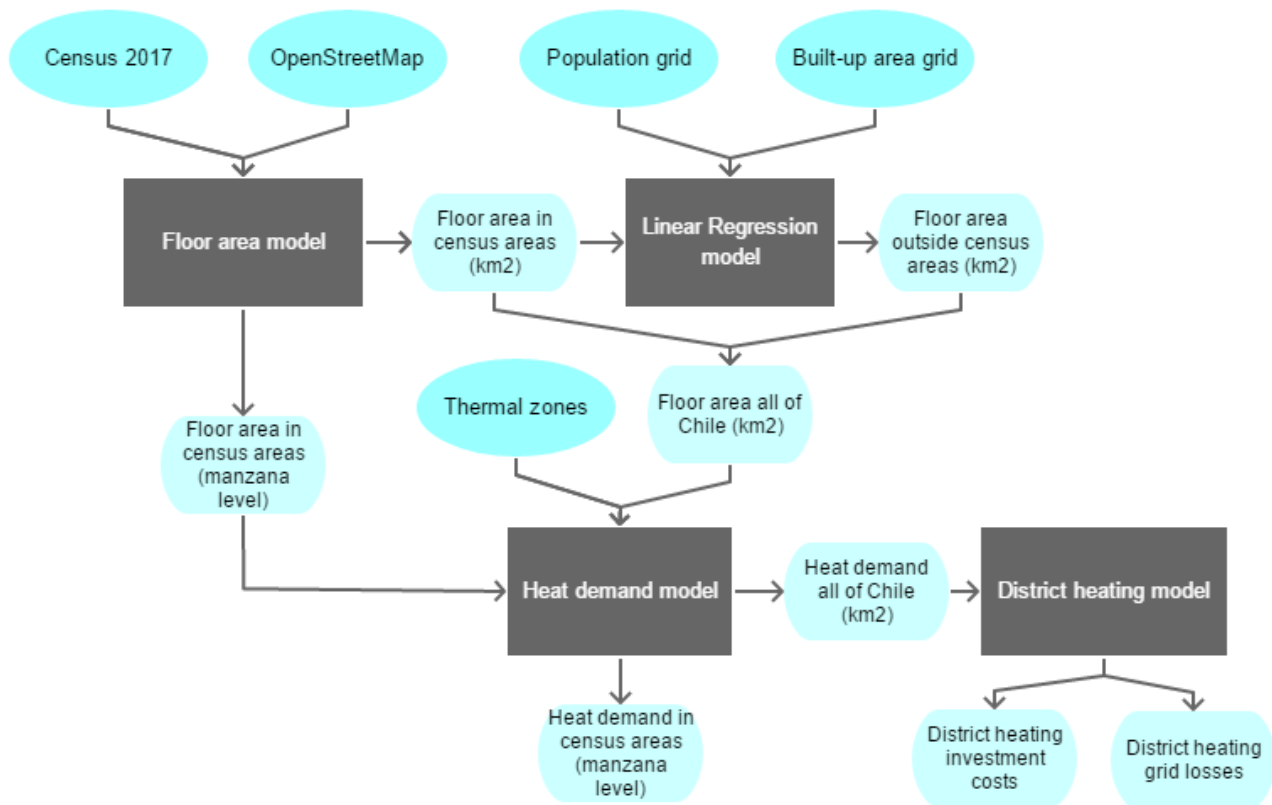 Census 2017
OpenStreetMap
Population grid
Built-up area grid
Floor area model
Floor area in
census areas
(km2)
Linear Regression
model
Floor area
outside census
areas (km2)
Thermal zones
Floor area all of
Chile (km2)
Floor area in
census areas
(manzana
level)
Heat demand model
Heat demand
all of Chile
(km2)
District heating model
Heat demand in
census areas
(manzana
level)
District heating
investment
costs
District heating
grid losses